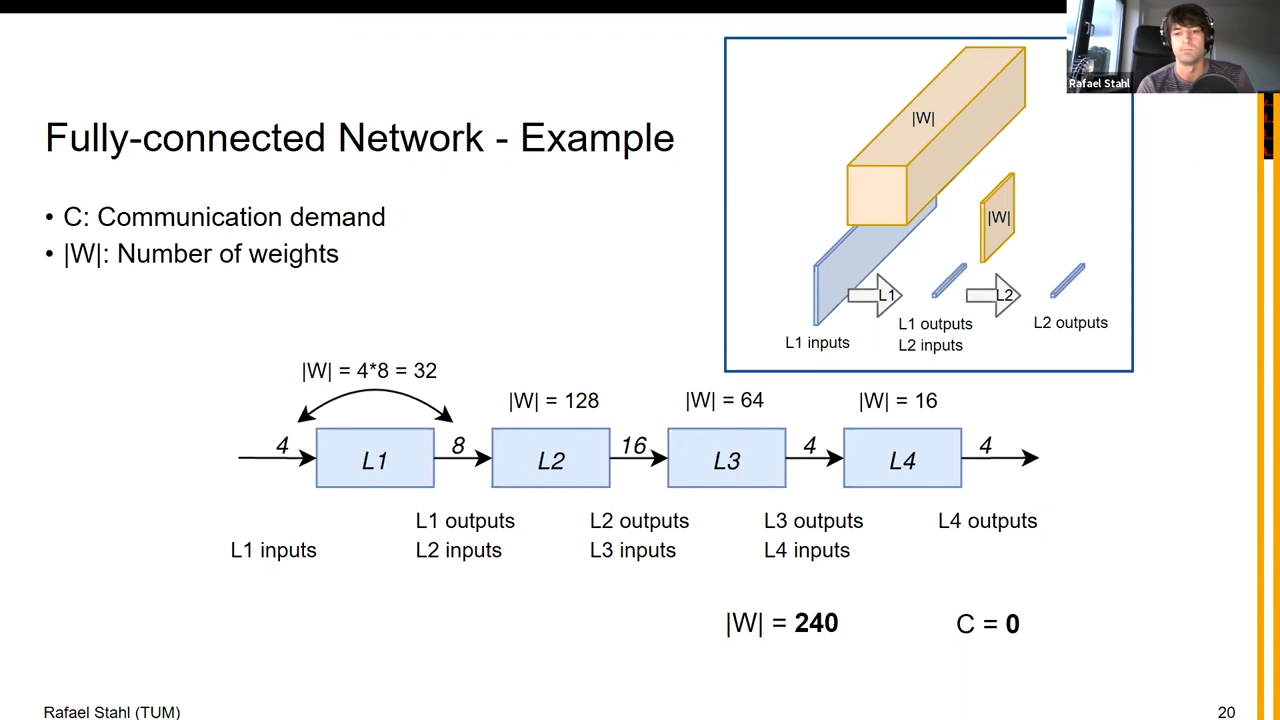 Rafael Stahl
Fully-connected Network - Example
• C: Communication demand
• |W|: Number of weights
|W|
|W|
L1
L2
L1 inputs
L1 outputs
L2 inputs
L2 outputs
|W| = 4*8 = 32
|W| = 128
|W| = 64
|W| = 16
4
L1
8
L2
16
L3
4
L4
4
L1 inputs
L1 outputs
L2 inputs
L2 outputs
L3 inputs
L3 outputs
L4 inputs
L4 outputs
|W| = 240
C = 0
Rafael Stahl (TUM)
20